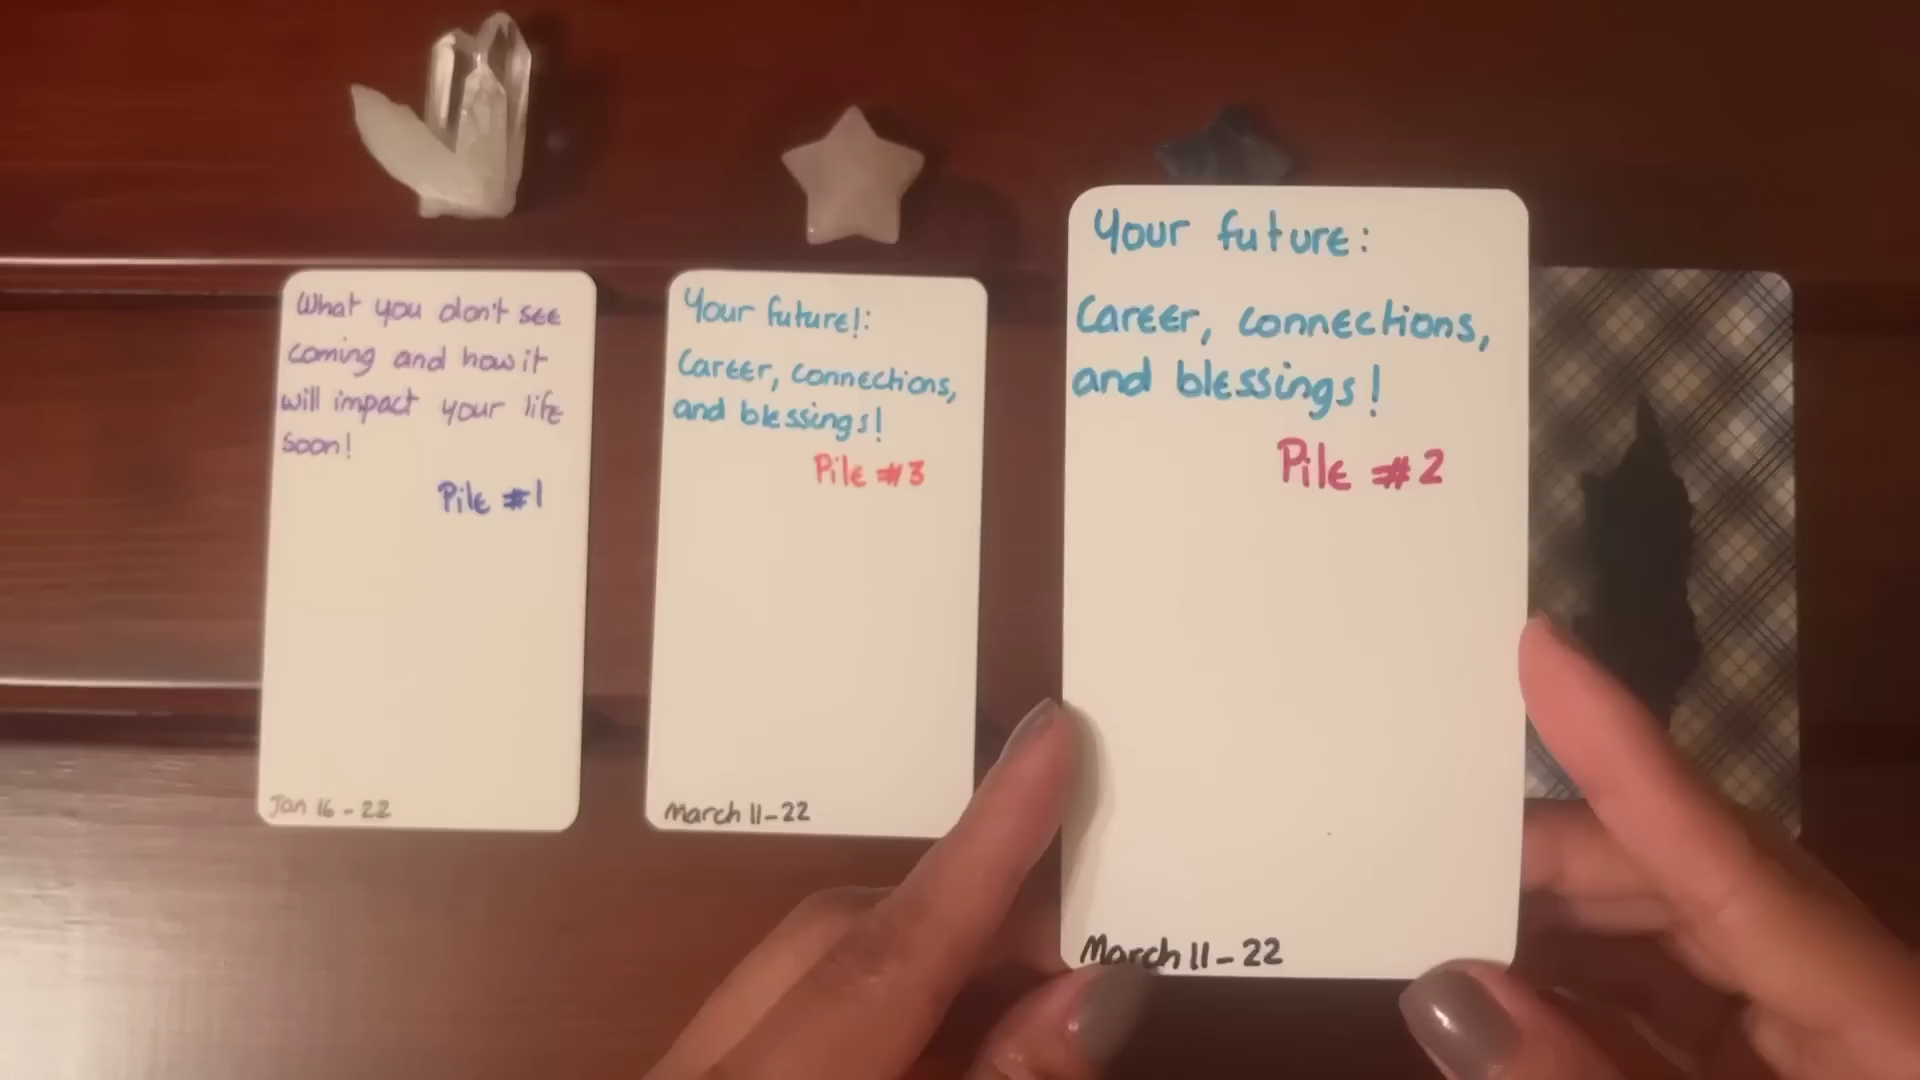 What you don't see
coming and how it
will impact your life
soon!
Pile #1
Jan 16-22
Your future!:
Career, connections,
and blessings!
Pile #3
March 11-22
Your future:
Career, connections,
and blessings!
Pile #2
March 11-22